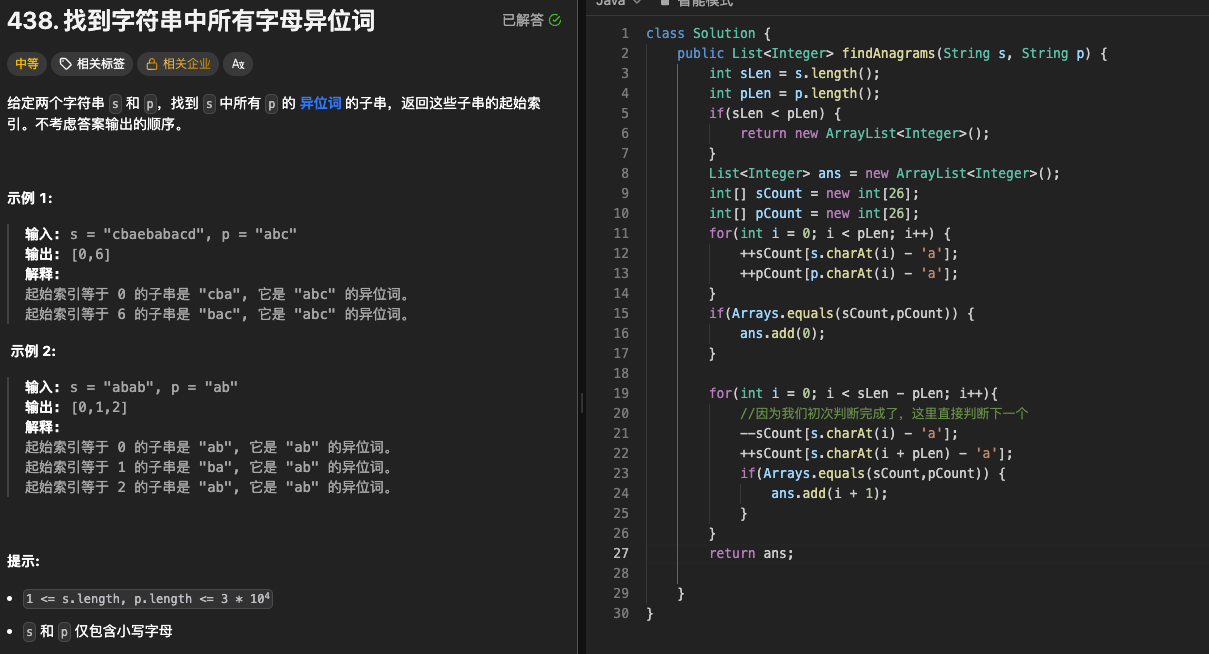 438. 找到字符串中所有字母异位词
已解答
中等 相关标签 相关企业 Aあ
给定两个字符串 s 和 p，找到 s 中所有 p 的 异位词 的子串，返回这些子串的起始索
引。不考虑答案输出的顺序。
示例 1:
输入: s = "cbaebabacd", p = "abc"
输出: [0,6]
解释:
起始索引等于 0 的子串是 "cba", 它是 "abc" 的异位词。
起始索引等于 6 的子串是 "bac", 它是 "abc" 的异位词。
示例 2:
输入: s = "abab", p = "ab"
输出: [0,1,2]
解释:
起始索引等于 0 的子串是 "ab", 它是 "ab" 的异位词。
起始索引等于 1 的子串是 "ba", 它是 "ab" 的异位词。
起始索引等于 2 的子串是 "ab", 它是 "ab" 的异位词。
提示:
1 <= s.length, p.length <= 3 * 10⁴
s 和 p 仅包含小写字母
Java 智能模式
1 class Solution {
2 public List<Integer> findAnagrams(String s, String p) {
3 int sLen = s.length();
4 int pLen = p.length();
5 if(sLen < pLen) {
6 return new ArrayList<Integer>();
7 }
8 List<Integer> ans = new ArrayList<Integer>();
9 int[] sCount = new int[26];
10 int[] pCount = new int[26];
11 for(int i = 0; i < pLen; i++) {
12 ++sCount[s.charAt(i) - 'a'];
13 ++pCount[p.charAt(i) - 'a'];
14 }
15 if(Arrays.equals(sCount,pCount)) {
16 ans.add(0);
17 }
18
19 for(int i = 0; i < sLen - pLen; i++){
20 //因为我们初次判断完成了，这里直接判断下一个
21 --sCount[s.charAt(i) - 'a'];
22 ++sCount[s.charAt(i + pLen) - 'a'];
23 if(Arrays.equals(sCount,pCount)) {
24 ans.add(i + 1);
25 }
26 }
27 return ans;
28
29 }
30 }